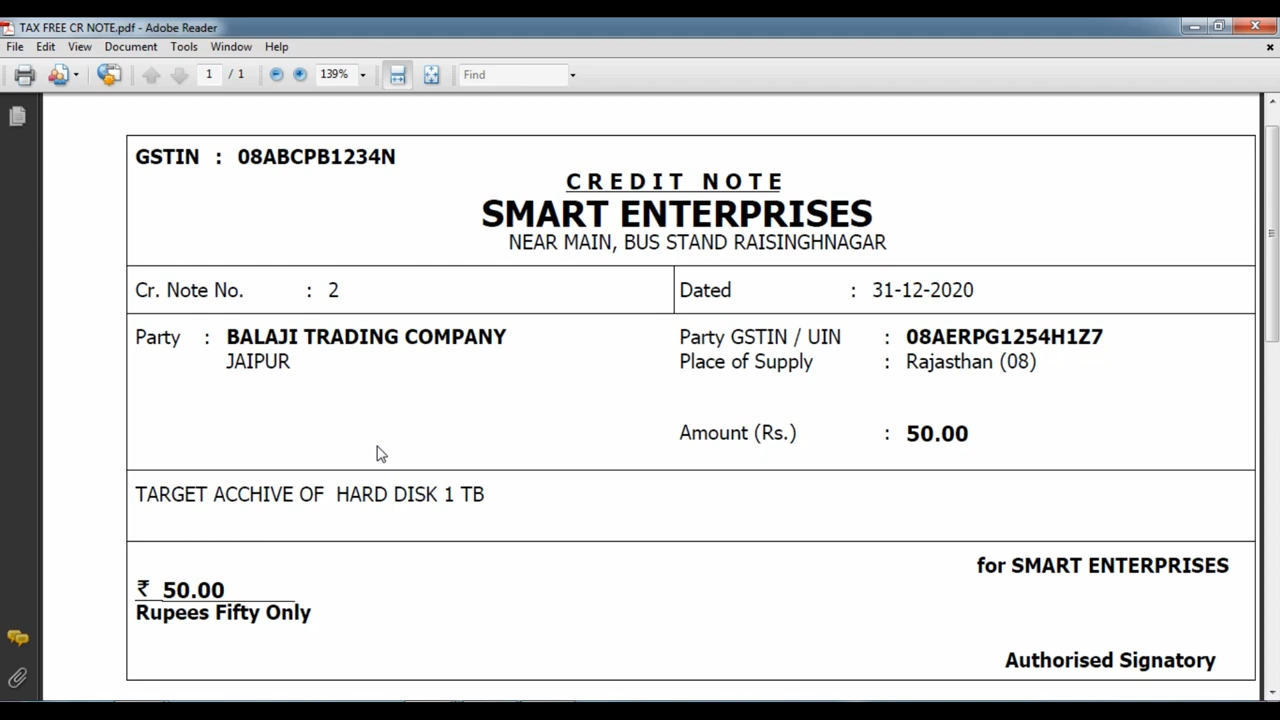 TAX FREE CR NOTE.pdf - Adobe Reader
File Edit View Document Tools Window Help
1 / 1 139% Find
GSTIN : 08ABCPB1234N
CREDIT NOTE
SMART ENTERPRISES
NEAR MAIN, BUS STAND RAISINGHNAGAR
Cr. Note No. : 2 Dated : 31-12-2020
Party : BALAJI TRADING COMPANY Party GSTIN / UIN : 08AERPG1254H1Z7
JAIPUR Place of Supply : Rajasthan (08)
Amount (Rs.) : 50.00
TARGET ACCHIVE OF HARD DISK 1 TB
for SMART ENTERPRISES
₹ 50.00
Rupees Fifty Only
Authorised Signatory